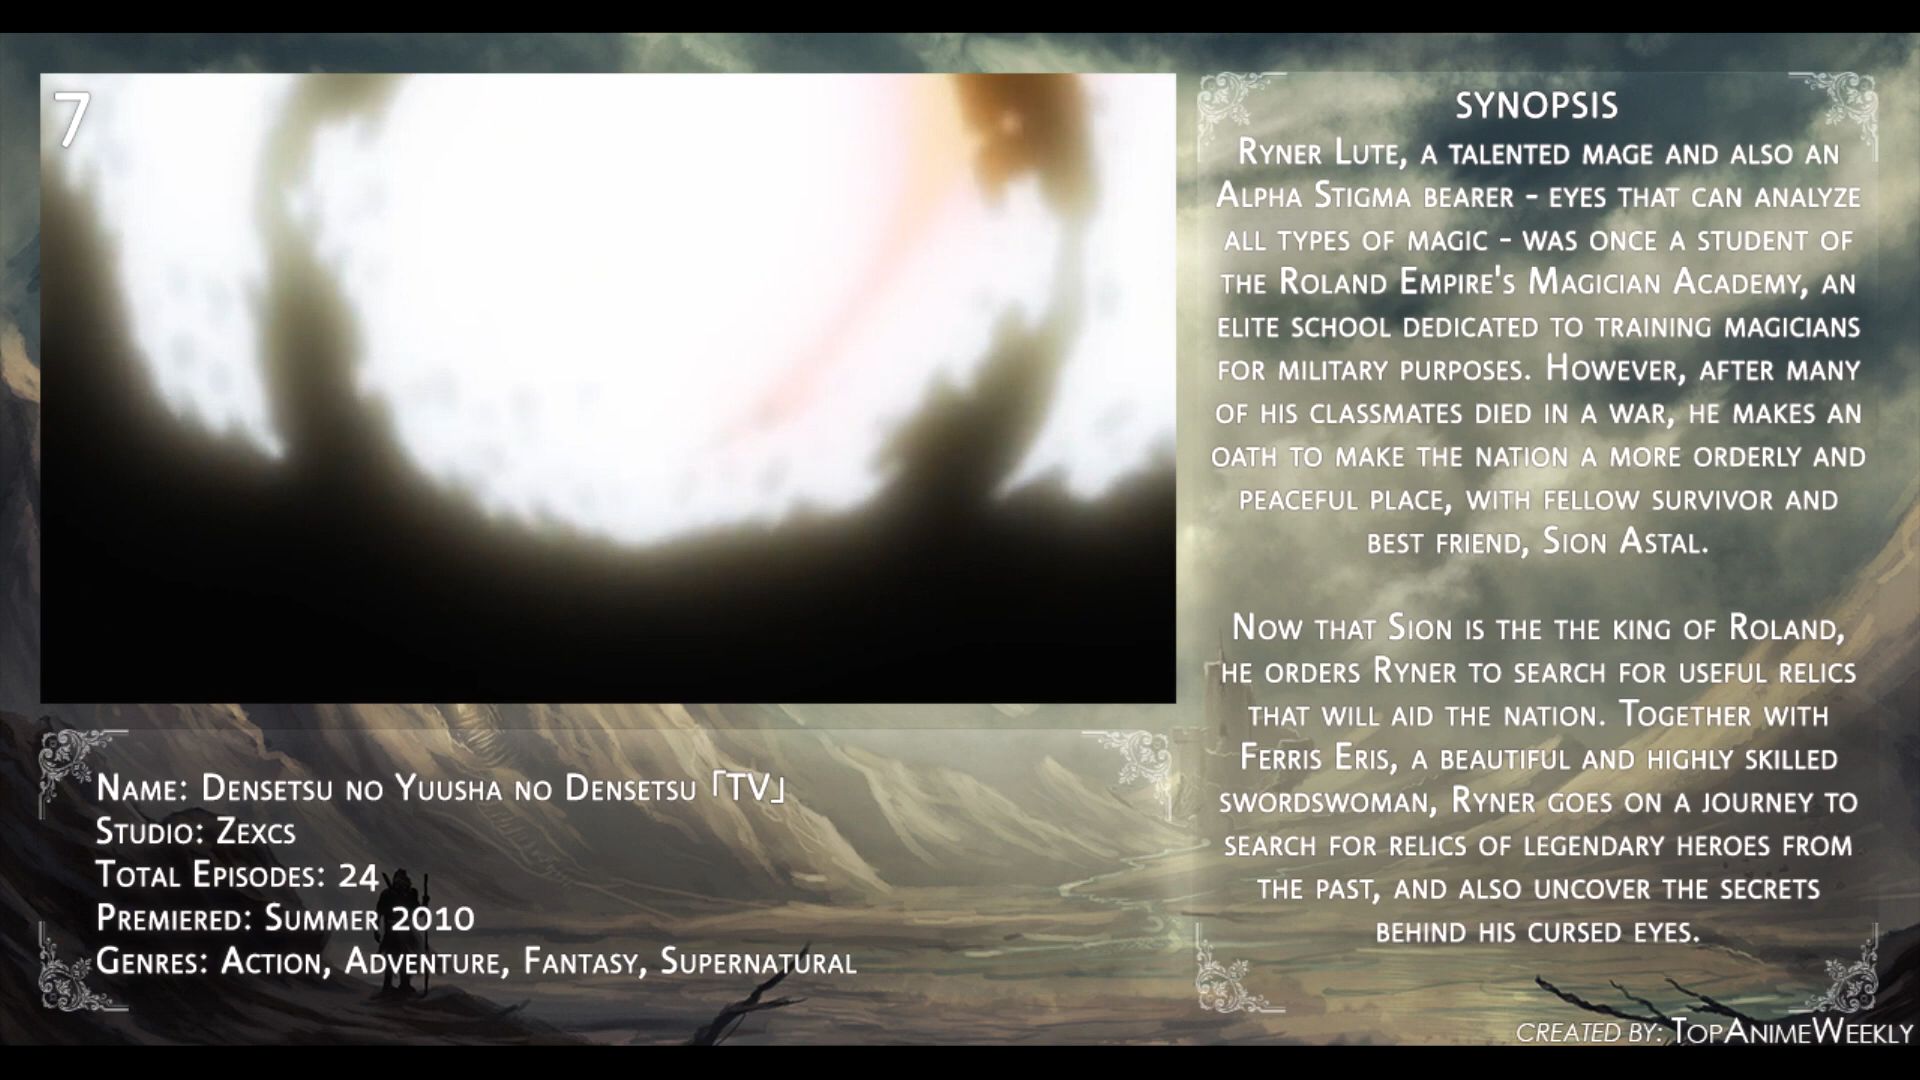 7
SYNOPSIS
Ryner Lute, a talented mage and also an
Alpha Stigma bearer - eyes that can analyze
all types of magic - was once a student of
the Roland Empire's Magician Academy, an
elite school dedicated to training magicians
for military purposes. However, after many
of his classmates died in a war, he makes an
oath to make the nation a more orderly and
peaceful place, with fellow survivor and
best friend, Sion Astal.
Now that Sion is the the king of Roland,
he orders Ryner to search for useful relics
that will aid the nation. Together with
Ferris Eris, a beautiful and highly skilled
swordswoman, Ryner goes on a journey to
search for relics of legendary heroes from
the past, and also uncover the secrets
behind his cursed eyes.
Name: Densetsu no Yuusha no Densetsu「TV」
Studio: Zexcs
Total Episodes: 24
Premiered: Summer 2010
Genres: Action, Adventure, Fantasy, Supernatural
CREATED BY: TopAnimeWeekly